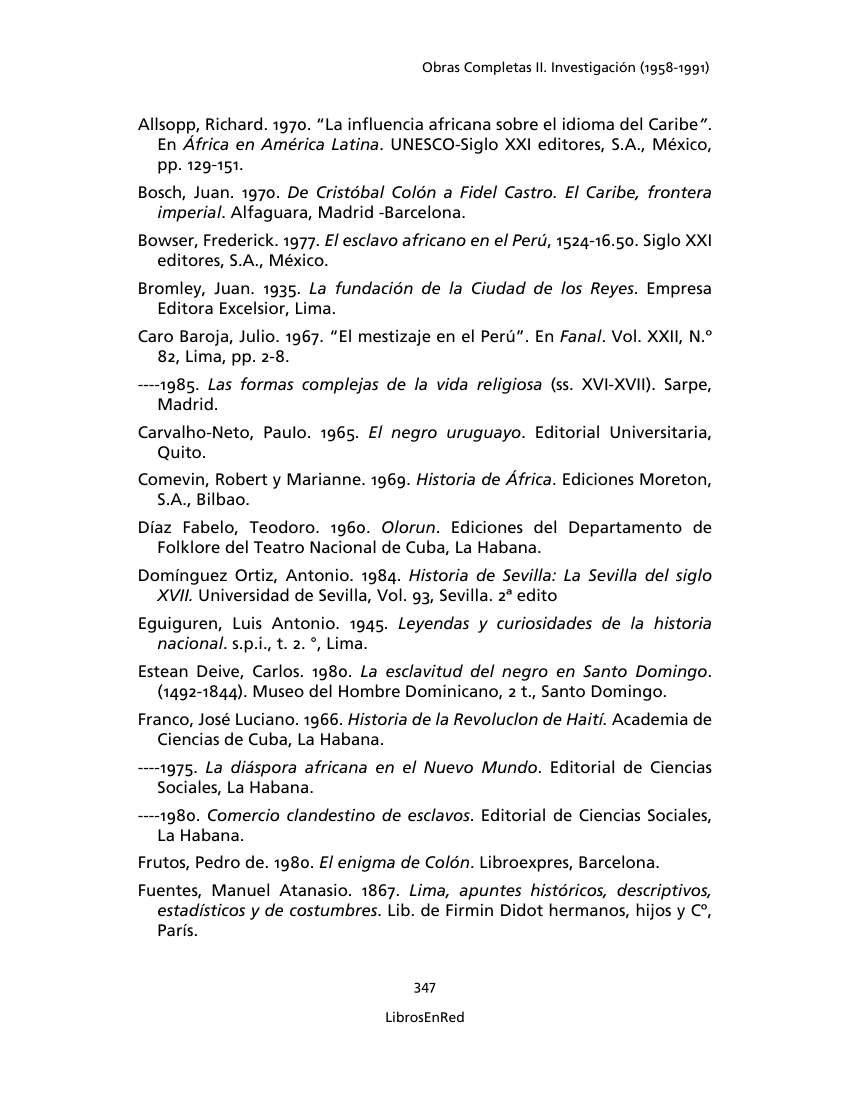 Obras Completas II. Investigación (1958-1991)
Allsopp, Richard. 1970. “La influencia africana sobre el idioma del Caribe”.
En África en América Latina. UNESCO-Siglo XXI editores, S.A., México,
pp. 129-151.
Bosch, Juan. 1970. De Cristóbal Colón a Fidel Castro. El Caribe, frontera
imperial. Alfaguara, Madrid -Barcelona.
Bowser, Frederick. 1977. El esclavo africano en el Perú, 1524-16.50. Siglo XXI
editores, S.A., México.
Bromley, Juan. 1935. La fundación de la Ciudad de los Reyes. Empresa
Editora Excelsior, Lima.
Caro Baroja, Julio. 1967. “El mestizaje en el Perú”. En Fanal. Vol. XXII, N.º
82, Lima, pp. 2-8.
----1985. Las formas complejas de la vida religiosa (ss. XVI-XVII). Sarpe,
Madrid.
Carvalho-Neto, PauIo. 1965. El negro uruguayo. Editorial Universitaria,
Quito.
Comevin, Robert y Marianne. 1969. Historia de África. Ediciones Moreton,
S.A., Bilbao.
Díaz Fabelo, Teodoro. 1960. Olorun. Ediciones del Departamento de
Folklore del Teatro Nacional de Cuba, La Habana.
Domínguez Ortiz, Antonio. 1984. Historia de Sevilla: La Sevilla del siglo
XVII. Universidad de Sevilla, Vol. 93, Sevilla. 2ª edito
Eguiguren, Luis Antonio. 1945. Leyendas y curiosidades de la historia
nacional. s.p.i., t. 2. °, Lima.
Estean Deive, Carlos. 1980. La esclavitud del negro en Santo Domingo.
(1492-1844). Museo del Hombre Dominicano, 2 t., Santo Domingo.
Franco, José Luciano. 1966. Historia de la Revoluclon de Haití. Academia de
Ciencias de Cuba, La Habana.
----1975. La diáspora africana en el Nuevo Mundo. Editorial de Ciencias
Sociales, La Habana.
----1980. Comercio clandestino de esclavos. Editorial de Ciencias Sociales,
La Habana.
Frutos, Pedro de. 1980. El enigma de Colón. Libroexpres, Barcelona.
Fuentes, Manuel Atanasio. 1867. Lima, apuntes históricos, descriptivos,
estadísticos y de costumbres. Lib. de Firmin Didot hermanos, hijos y Cº,
París.
347
LibrosEnRed